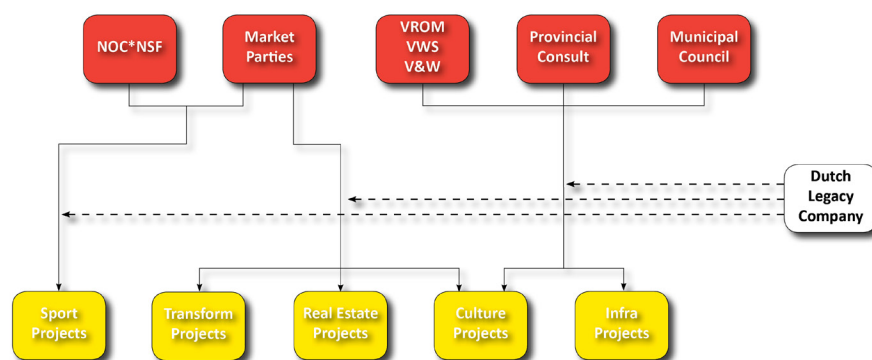 NOC*NSF
Market
Parties
VROM
VWS
V&W
Provincial
Consult
Municipal
Council
Dutch
Legacy
Company
Sport
Projects
Transform
Projects
Real Estate
Projects
Culture
Projects
Infra
Projects